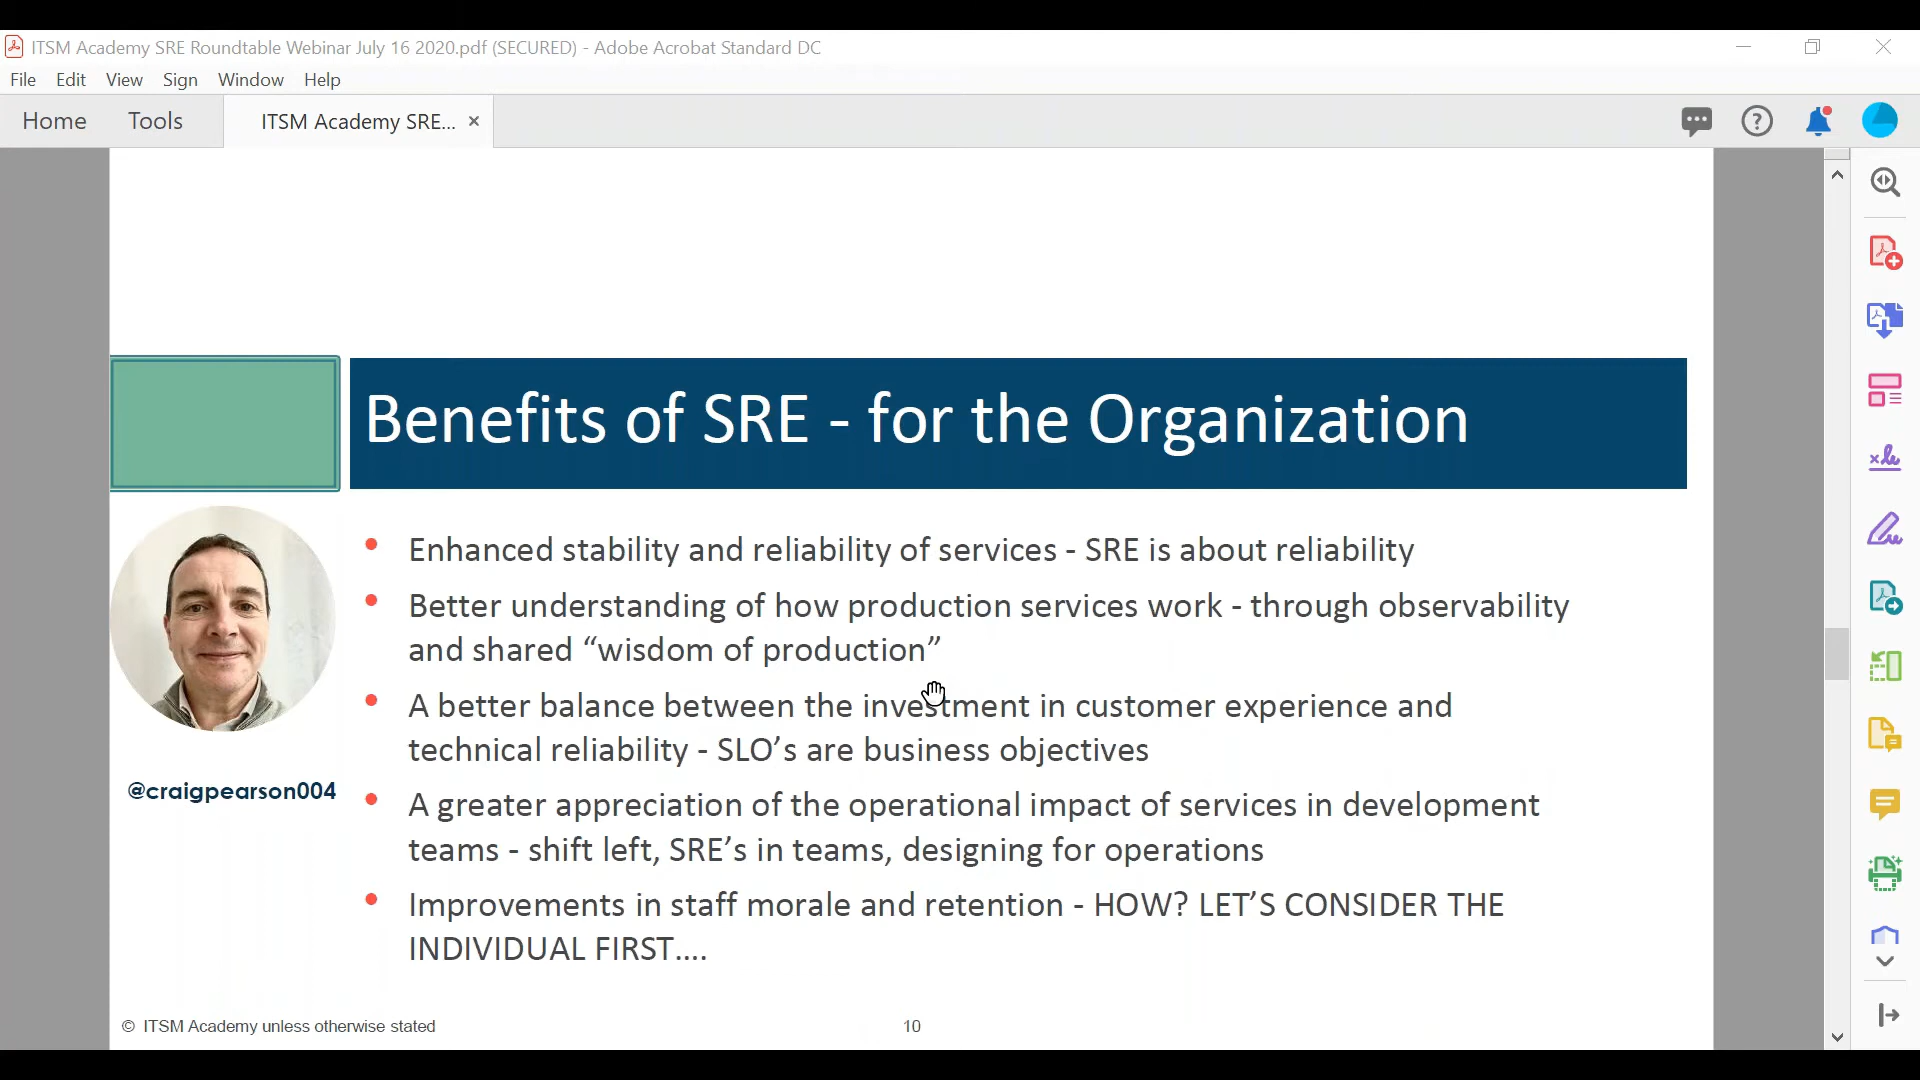 ITSM Academy SRE Roundtable Webinar July 16 2020.pdf (SECURED) - Adobe Acrobat Standard DC
File Edit View Sign Window Help
Home Tools ITSM Academy SRE...
Benefits of SRE - for the Organization
Enhanced stability and reliability of services - SRE is about reliability
Better understanding of how production services work - through observability
and shared “wisdom of production”
A better balance between the investment in customer experience and
technical reliability - SLO’s are business objectives
@craigpearson004
A greater appreciation of the operational impact of services in development
teams - shift left, SRE’s in teams, designing for operations
Improvements in staff morale and retention - HOW? LET’S CONSIDER THE
INDIVIDUAL FIRST....
© ITSM Academy unless otherwise stated
10